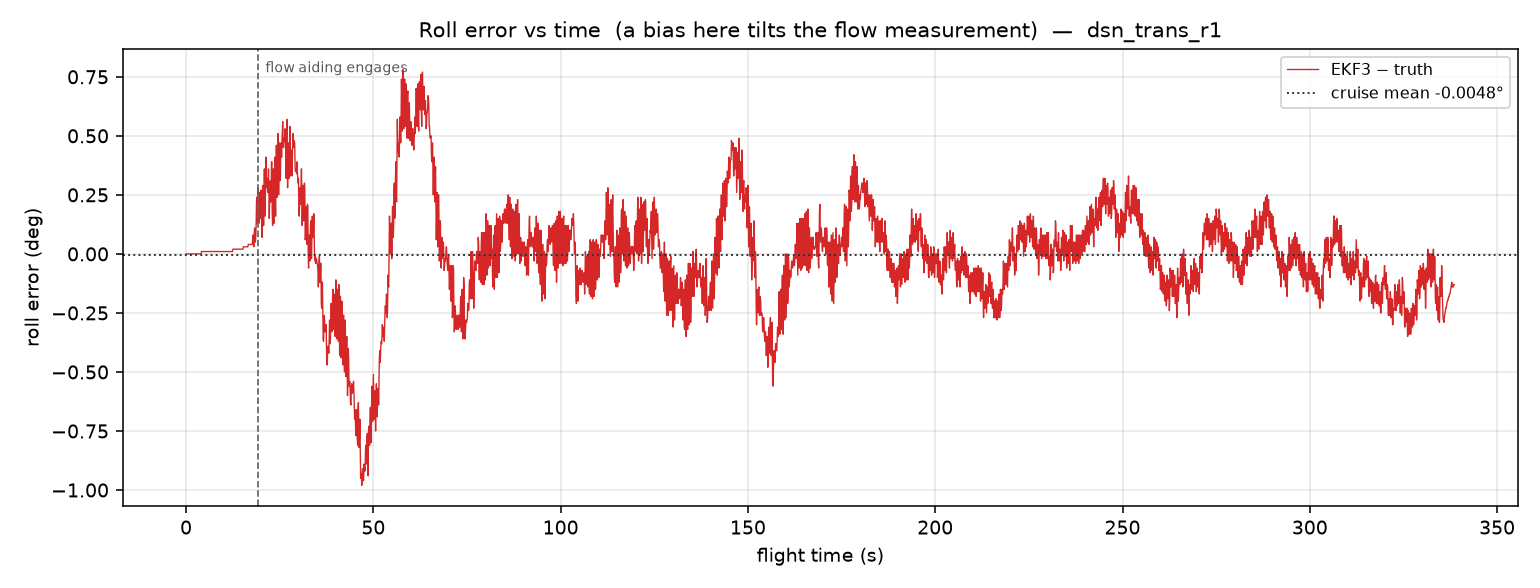 Roll error vs time  (a bias here tilts the flow measurement)  —  dsn_trans_r1
flow aiding engages
EKF3 − truth
cruise mean -0.0048°
roll error (deg)
0.75
0.50
0.25
0.00
−0.25
−0.50
−0.75
−1.00
0
50
100
150
200
250
300
350
flight time (s)